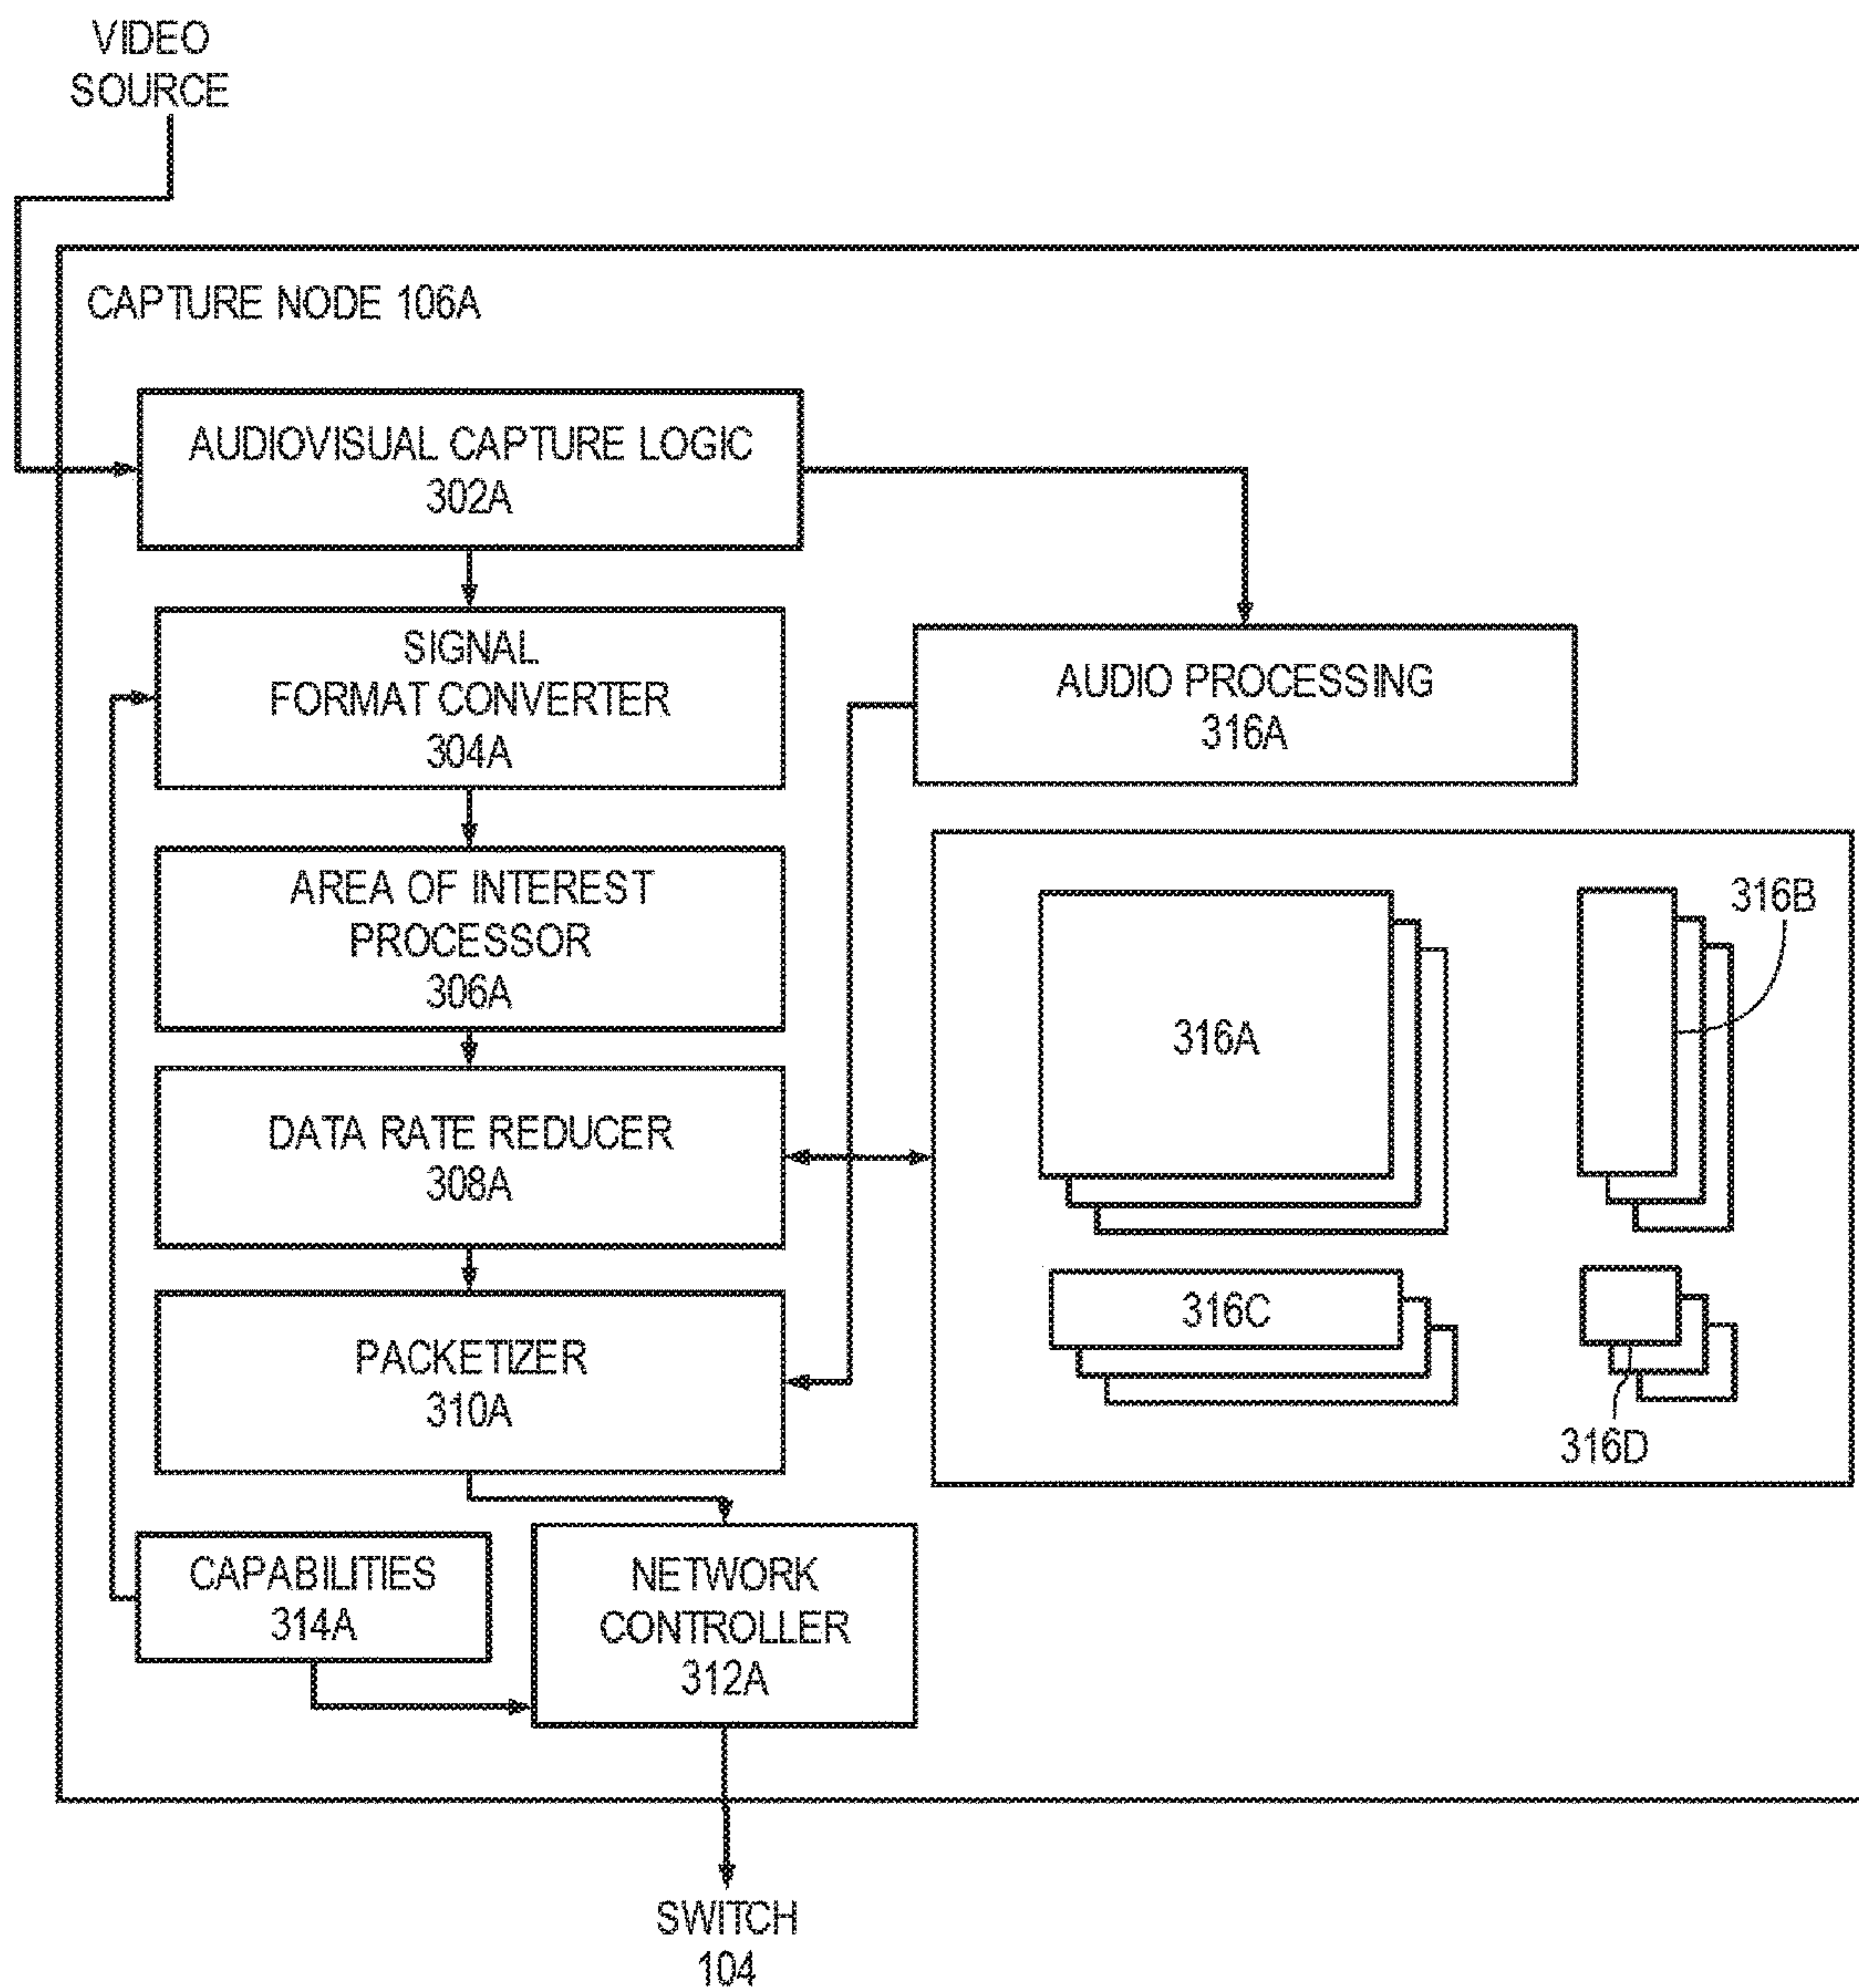 VIDEO
SOURCE
CAPTURE NODE 106A
AUDIOVISUAL CAPTURE LOGIC
302A
SIGNAL
FORMAT CONVERTER
304A
AUDIO PROCESSING
316A
AREA OF INTEREST
PROCESSOR
306A
316B
316A
DATA RATE REDUCER
308A
316C
PACKETIZER
310A
316D
CAPABILITIES
314A
NETWORK
CONTROLLER
312A
SWITCH
104